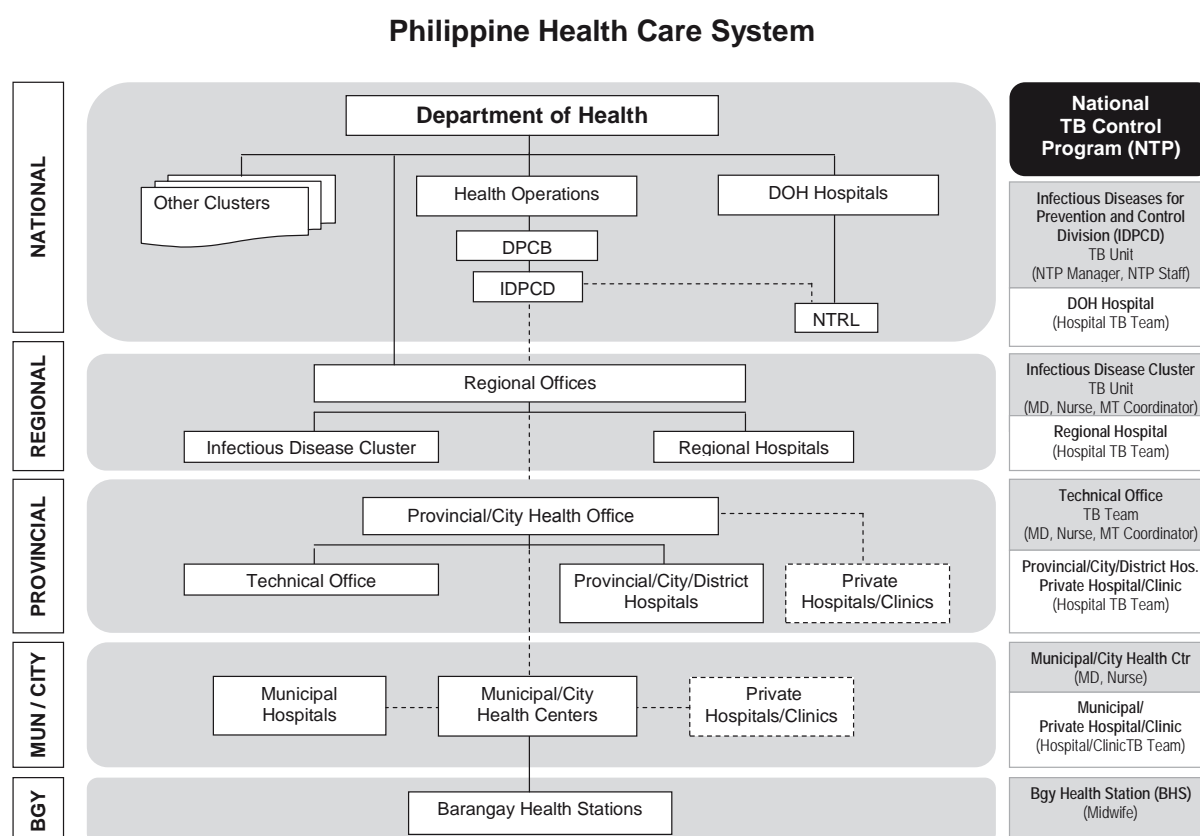 Philippine Health Care System
NATIONAL
Department of Health
Other Clusters
Health Operations
DOH Hospitals
DPCB
IDPCD
NTRL
National
TB Control
Program (NTP)
Infectious Diseases for
Prevention and Control
Division (IDPCD)
TB Unit
(NTP Manager, NTP Staff)
DOH Hospital
(Hospital TB Team)
REGIONAL
Regional Offices
Infectious Disease Cluster
Regional Hospitals
Infectious Disease Cluster
TB Unit
(MD, Nurse, MT Coordinator)
Regional Hospital
(Hospital TB Team)
PROVINCIAL
Provincial/City Health Office
Technical Office
Provincial/City/District
Hospitals
Private
Hospitals/Clinics
Technical Office
TB Team
(MD, Nurse, MT Coordinator)
Provincial/City/District Hos.
Private Hospital/Clinic
(Hospital TB Team)
MUN / CITY
Municipal
Hospitals
Municipal/City
Health Centers
Private
Hospitals/Clinics
Municipal/City Health Ctr
(MD, Nurse)
Municipal/
Private Hospital/Clinic
(Hospital/ClinicTB Team)
BGY
Barangay Health Stations
Bgy Health Station (BHS)
(Midwife)